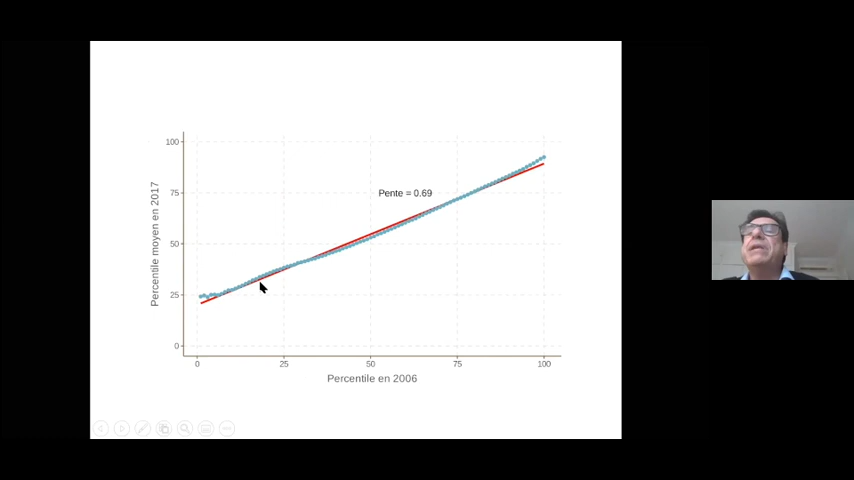 100
75
50
25
0
Percentile moyen en 2017
Pente = 0.69
0 25 50 75 100
Percentile en 2006